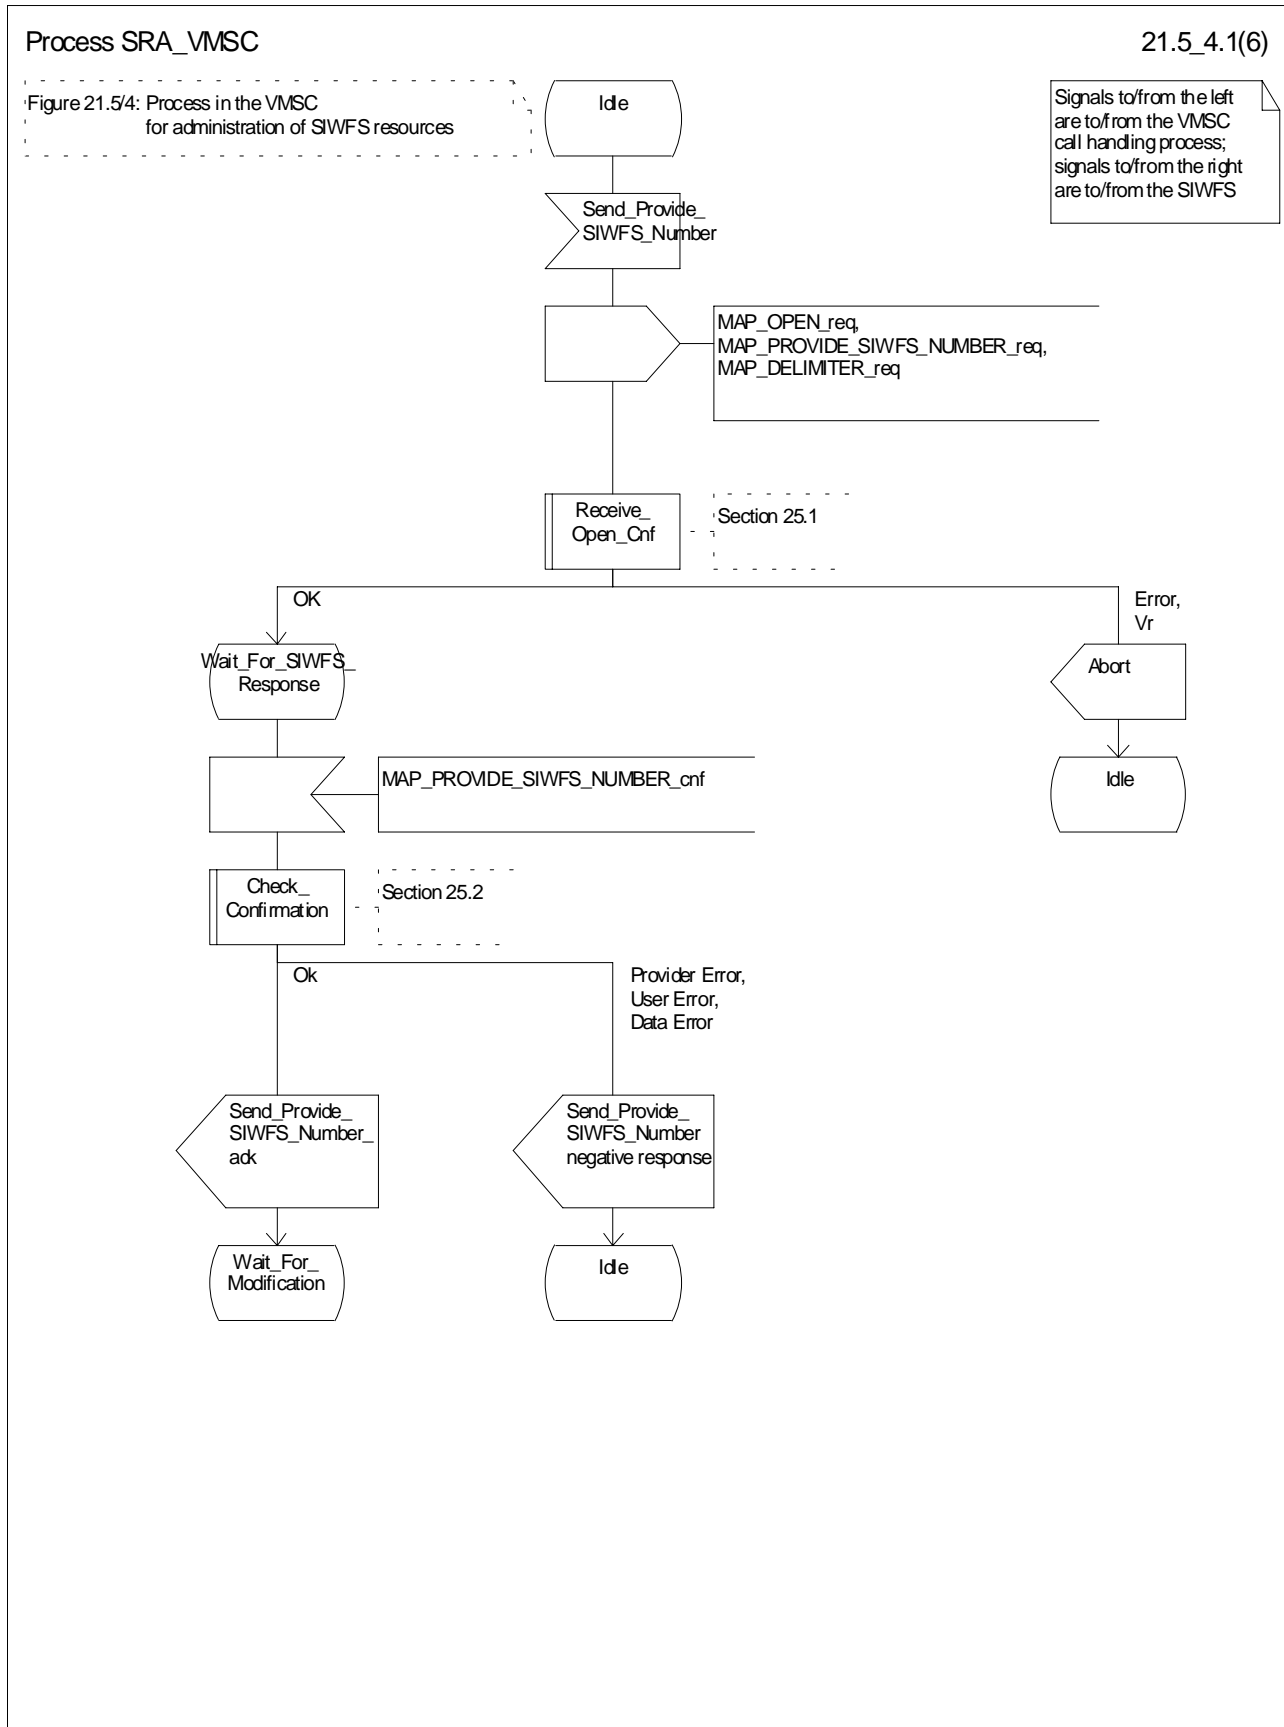 Process SRA_VMSC
21.5_4.1(6)
Figure 21.5/4: Process in the VMSC
for administration of SIWFS resources
Idle
Signals to/from the left
are to/from the VMSC
call handling process;
signals to/from the right
are to/from the SIWFS
Send_Provide_
SIWFS_Number
MAP_OPEN_req,
MAP_PROVIDE_SIWFS_NUMBER_req,
MAP_DELIMITER_req
Receive_
Open_Cnf
Section 25.1
OK
Error,
Vr
Wait_For_SIWFS_
Response
Abort
MAP_PROVIDE_SIWFS_NUMBER_cnf
Idle
Check_
Confirmation
Section 25.2
Ok
Provider Error,
User Error,
Data Error
Send_Provide_
SIWFS_Number_
ack
Send_Provide_
SIWFS_Number
negative response
Wait_For_
Modification
Idle